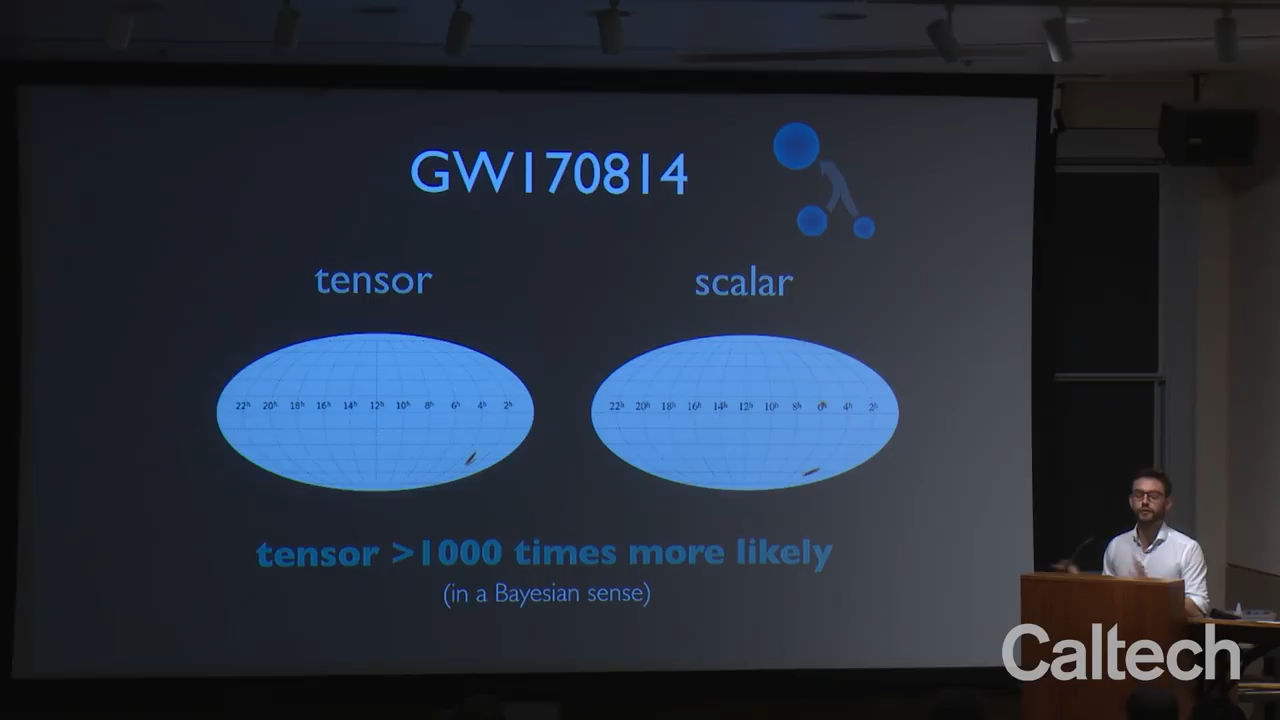 GW170814
tensor
scalar
22ʰ 20ʰ 18ʰ 16ʰ 14ʰ 12ʰ 10ʰ 8ʰ 6ʰ 4ʰ 2ʰ
22ʰ 20ʰ 18ʰ 16ʰ 14ʰ 12ʰ 10ʰ 8ʰ 6ʰ 4ʰ 2ʰ
tensor >1000 times more likely
(in a Bayesian sense)
Caltech